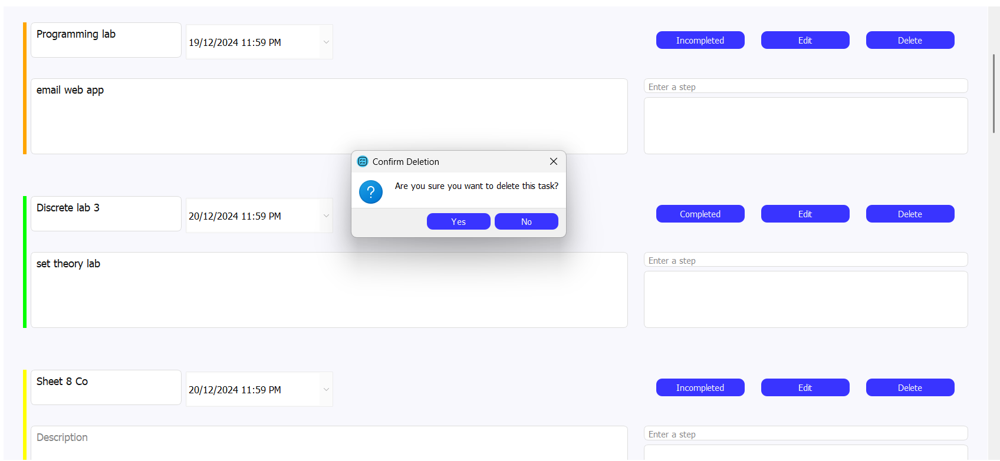 Programming lab
19/12/2024 11:59 PM
Incompleted
Edit
Delete
email web app
Enter a step
Confirm Deletion
Are you sure you want to delete this task?
Yes
No
Discrete lab 3
20/12/2024 11:59 PM
Completed
Edit
Delete
set theory lab
Enter a step
Sheet 8 Co
20/12/2024 11:59 PM
Incompleted
Edit
Delete
Description
Enter a step